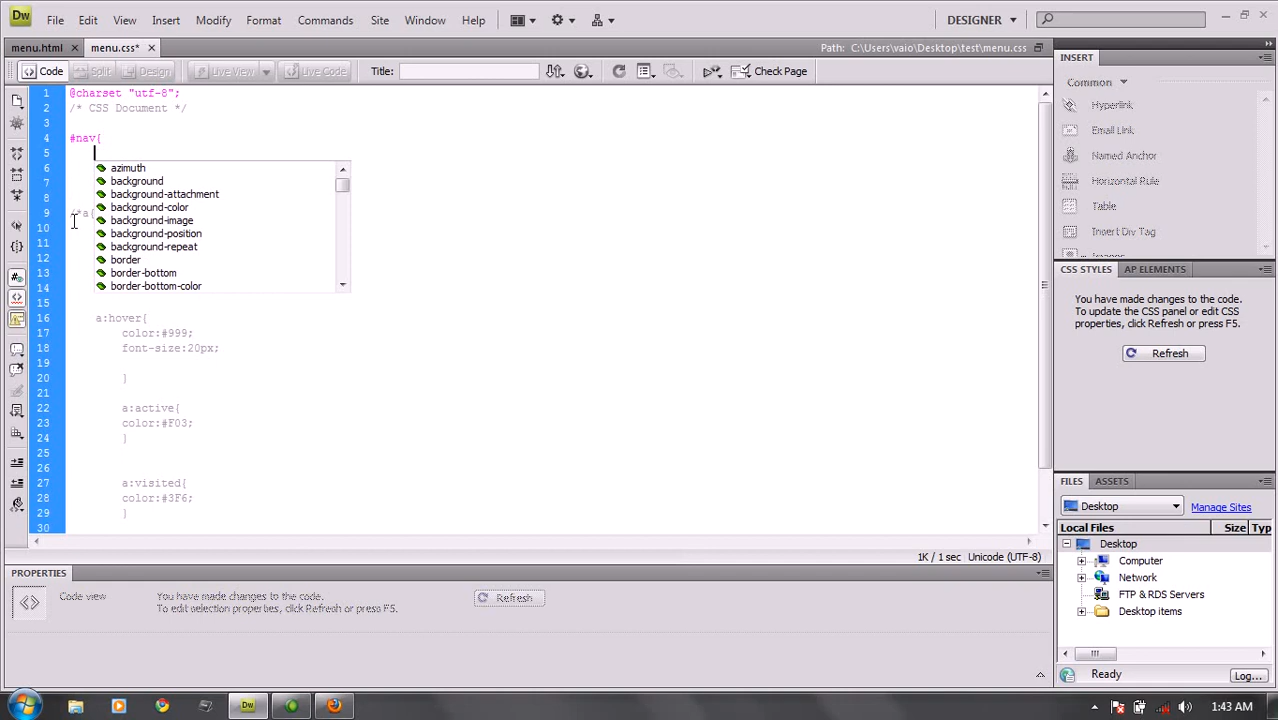 Dw File Edit View Insert Modify Format Commands Site Window Help DESIGNER
menu.html menu.css* Path: C:\Users\vaio\Desktop\test\menu.css
Code Split Design Live View Live Code Title: Check Page
1 @charset "utf-8";
2 /* CSS Document */
3
4 #nav{
5
6
7
8
9 /*a{
10
11
12
13
14
15
16 a:hover{
17 color:#999;
18 font-size:20px;
19
20 }
21
22 a:active{
23 color:#F03;
24 }
25
26
27 a:visited{
28 color:#3F6;
29 }
30
azimuth
background
background-attachment
background-color
background-image
background-position
background-repeat
border
border-bottom
border-bottom-color
1K / 1 sec Unicode (UTF-8)
INSERT
Common
Hyperlink
Email Link
Named Anchor
Horizontal Rule
Table
Insert Div Tag
CSS STYLES AP ELEMENTS
You have made changes to the code.
To update the CSS panel or edit CSS
properties, click Refresh or press F5.
Refresh
FILES ASSETS
Desktop Manage Sites
Local Files Size Typ
Desktop
Computer
Network
FTP & RDS Servers
Desktop items
Ready Log...
PROPERTIES
Code view
You have made changes to the code.
To edit selection properties, click Refresh or press F5.
Refresh
Dw
1:43 AM